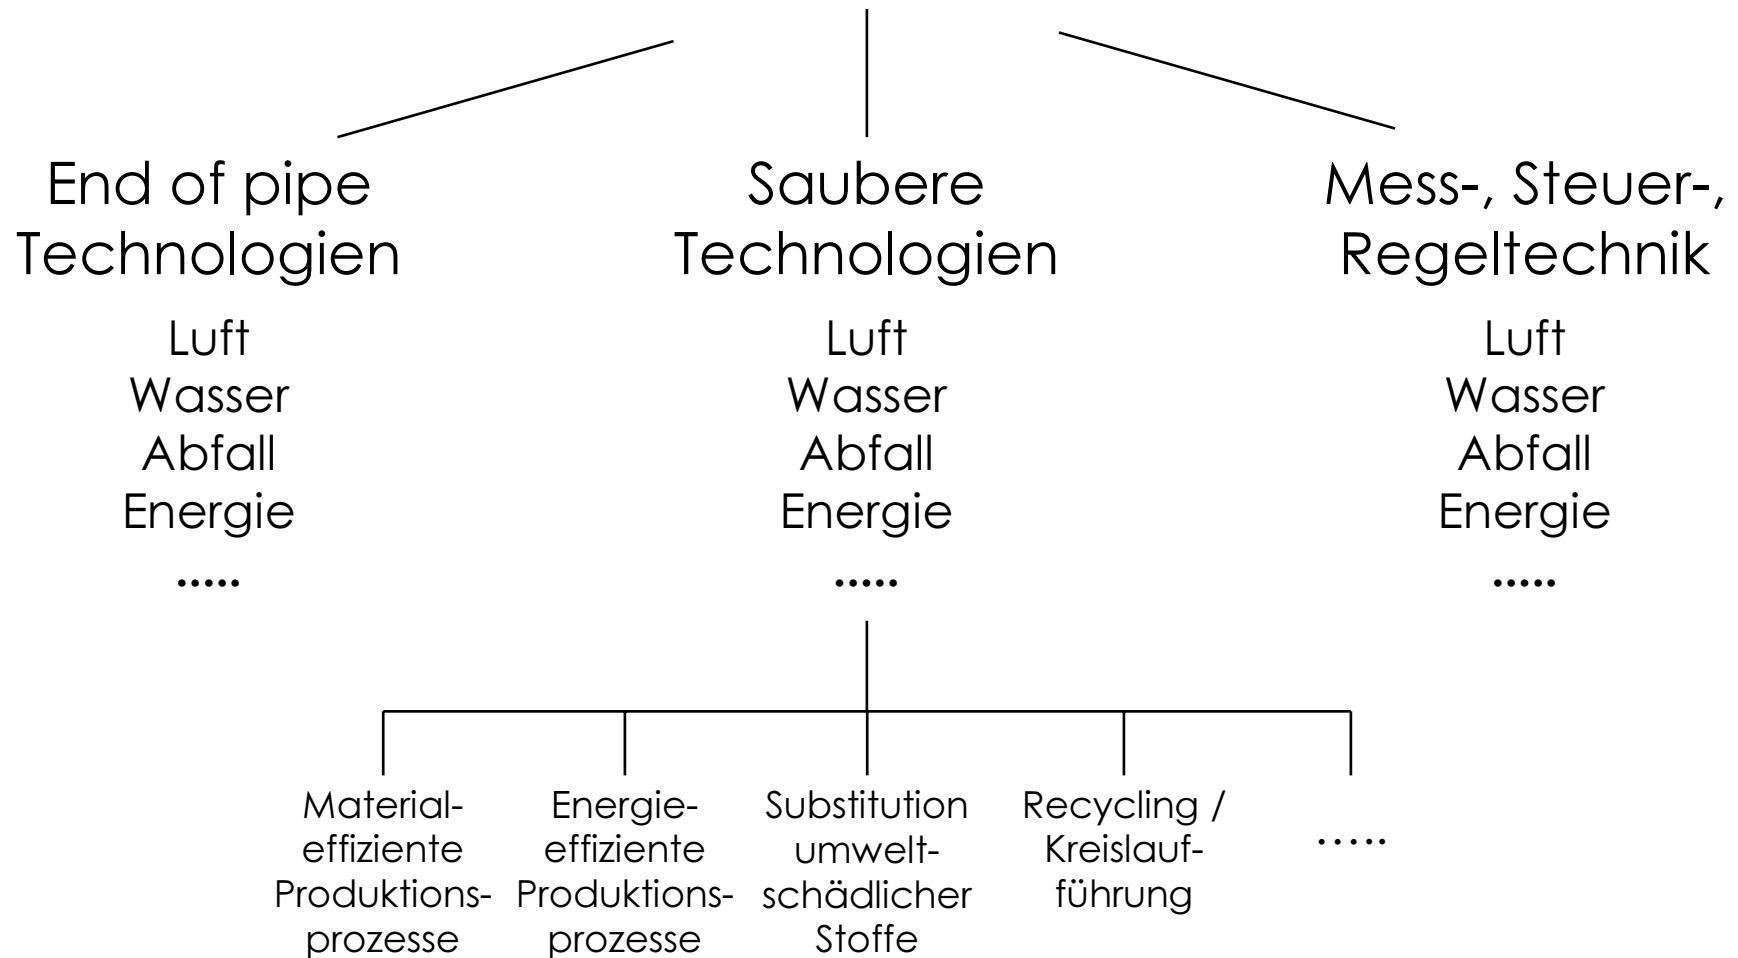 End of pipe
Technologien
Luft
Wasser
Abfall
Energie
.....
Saubere
Technologien
Luft
Wasser
Abfall
Energie
.....
Mess-, Steuer-,
Regeltechnik
Luft
Wasser
Abfall
Energie
.....
Material-
effiziente
Produktions-
prozesse
Energie-
effiziente
Produktions-
prozesse
Substitution
umwelt-
schädlicher
Stoffe
Recycling /
Kreislauf-
führung
.....